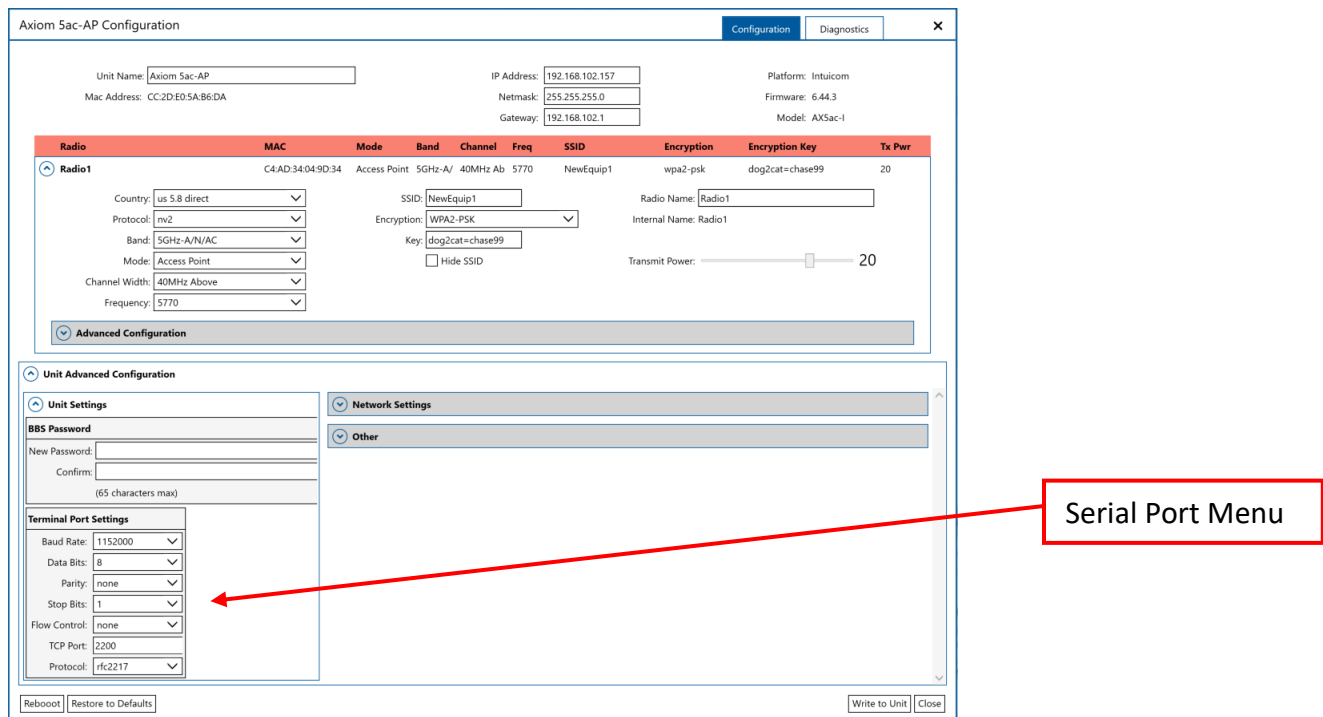 Axiom 5ac-AP Configuration
Configuration
Diagnostics
×
Unit Name: Axiom 5ac-AP
Mac Address: CC:2D:E0:5A:B6:DA
IP Address: 192.168.102.157
Netmask: 255.255.255.0
Gateway: 192.168.102.1
Platform: Intuicom
Firmware: 6.44.3
Model: AX5ac-I
Radio MAC Mode Band Channel Freq SSID Encryption Encryption Key Tx Pwr
Radio1 C4:AD:34:04:9D:34 Access Point 5GHz-A/ 40MHz Ab 5770 NewEquip1 wpa2-psk dog2cat=chase99 20
Country: us 5.8 direct
Protocol: nv2
Band: 5GHz-A/N/AC
Mode: Access Point
Channel Width: 40MHz Above
Frequency: 5770
SSID: NewEquip1
Encryption: WPA2-PSK
Key: dog2cat=chase99
Hide SSID
Radio Name: Radio1
Internal Name: Radio1
Transmit Power: 20
Advanced Configuration
Unit Advanced Configuration
Unit Settings
BBS Password
New Password:
Confirm:
(65 characters max)
Terminal Port Settings
Baud Rate: 1152000
Data Bits: 8
Parity: none
Stop Bits: 1
Flow Control: none
TCP Port: 2200
Protocol: rfc2217
Network Settings
Other
Serial Port Menu
Rebooot
Restore to Defaults
Write to Unit
Close